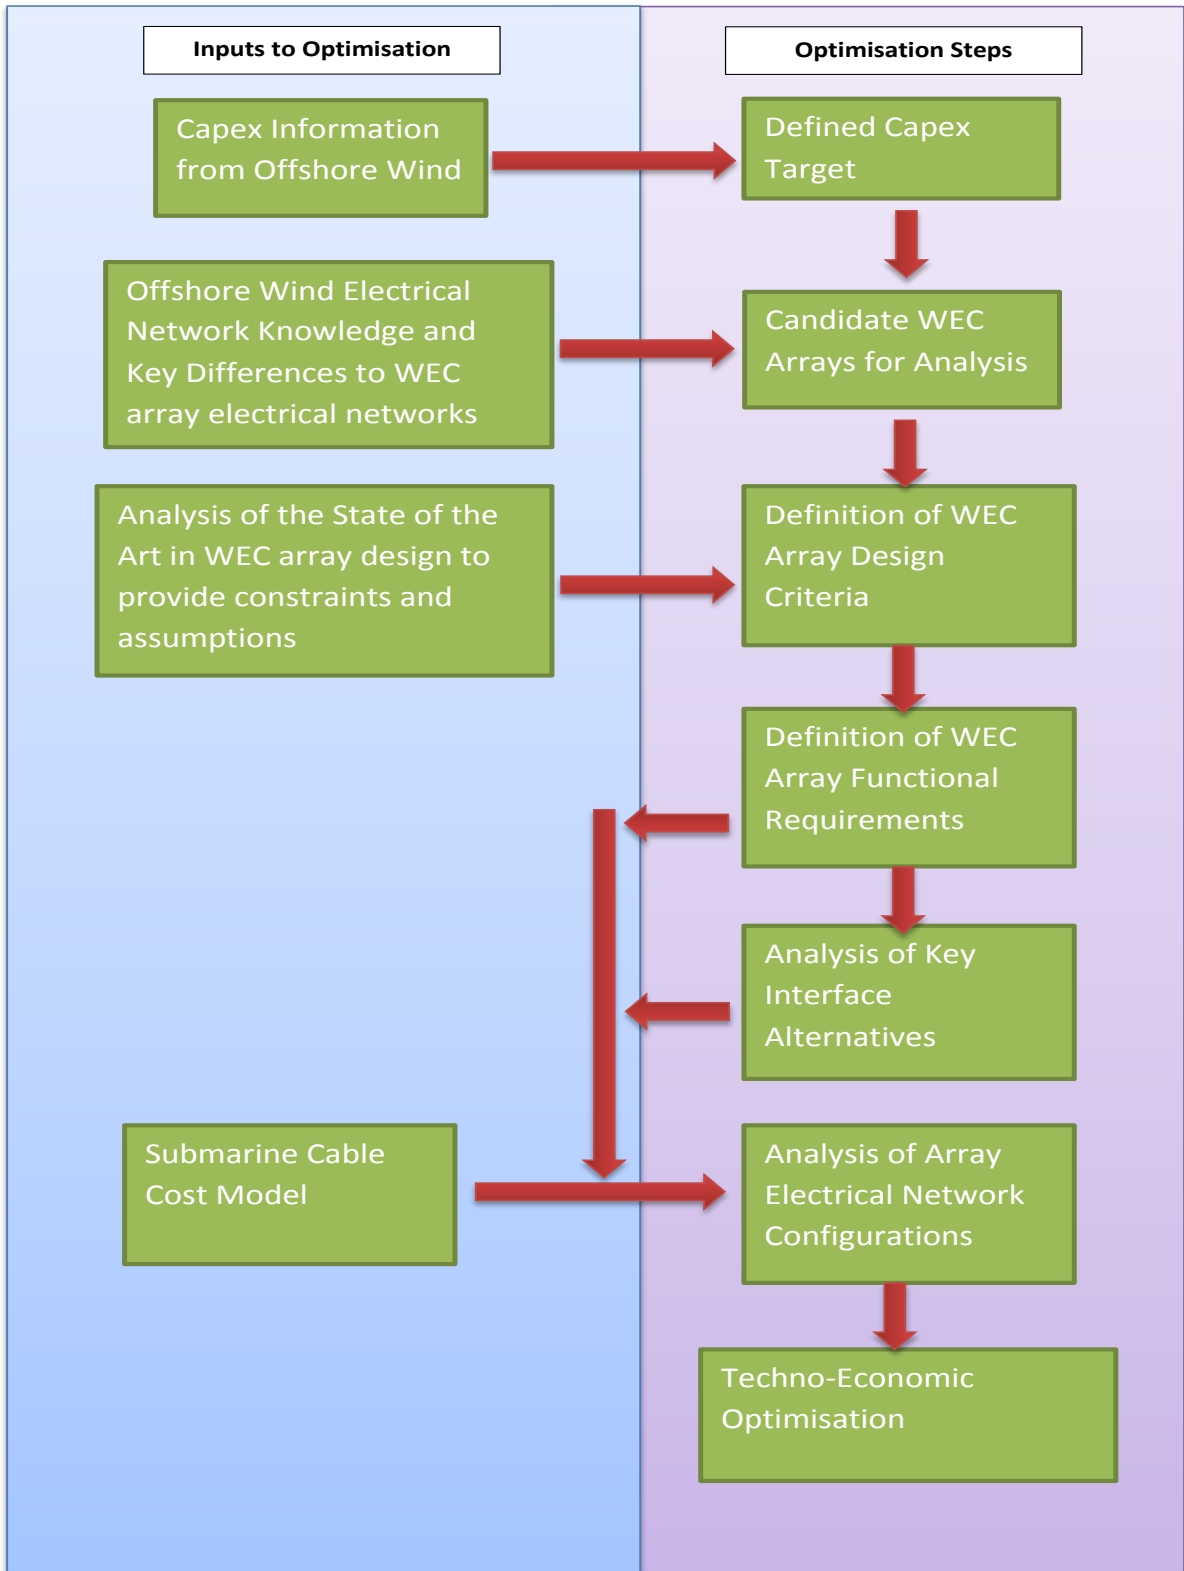 Inputs to Optimisation
Optimisation Steps
Capex Information
from Offshore Wind
Defined Capex
Target
Offshore Wind Electrical
Network Knowledge and
Key Differences to WEC
array electrical networks
Candidate WEC
Arrays for Analysis
Analysis of the State of the
Art in WEC array design to
provide constraints and
assumptions
Definition of WEC
Array Design
Criteria
Definition of WEC
Array Functional
Requirements
Analysis of Key
Interface
Alternatives
Submarine Cable
Cost Model
Analysis of Array
Electrical Network
Configurations
Techno-Economic
Optimisation